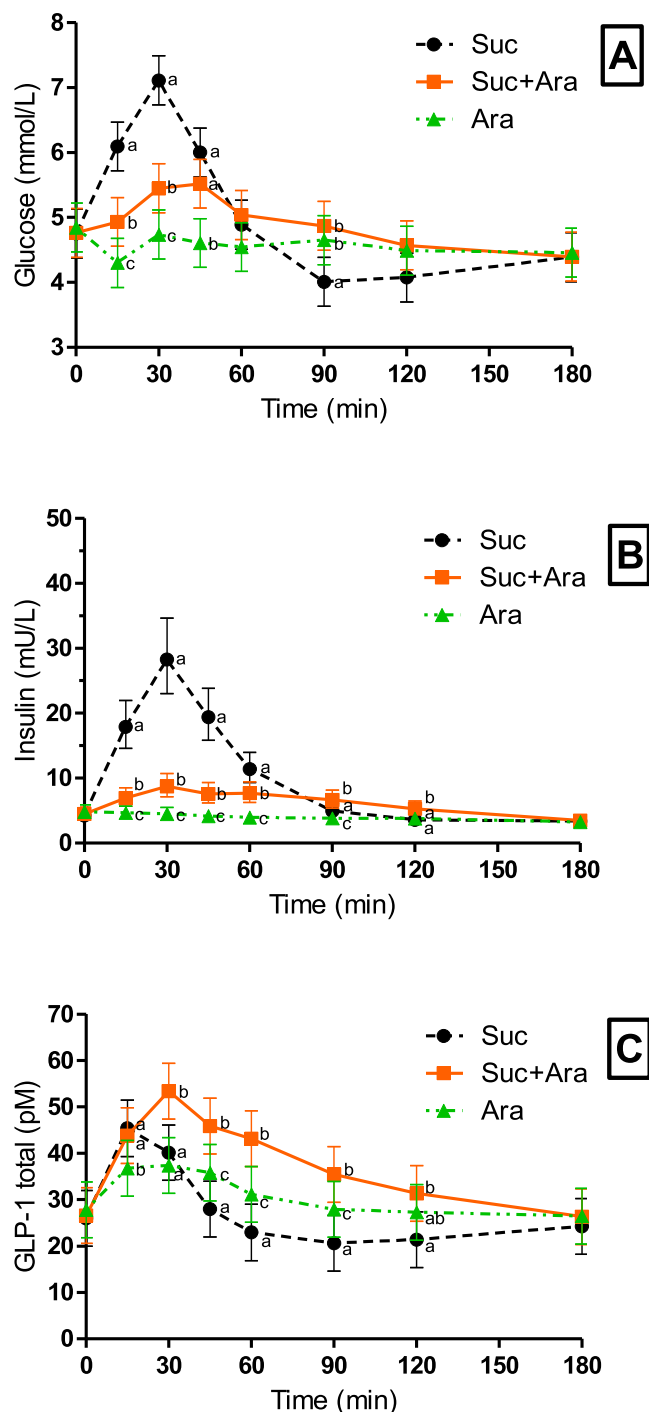 A
Suc
Suc+Ara
Ara
Glucose (mmol/L)
8
7
6
5
4
3
a
a
a
b
b
a
c
c
b
b
b
a
0 30 60 90 120 150 180
Time (min)
B
Suc
Suc+Ara
Ara
Insulin (mU/L)
50
40
30
20
10
0
a
a
a
a
b
b
b
b
b
b
c
c
c
c
a
c
a
a
0 30 60 90 120 150 180
Time (min)
C
Suc
Suc+Ara
Ara
GLP-1 total (pM)
70
60
50
40
30
20
10
0
a
a
b
b
a
a
b
c
a
b
c
a
b
c
a
b
ab
a
0 30 60 90 120 150 180
Time (min)